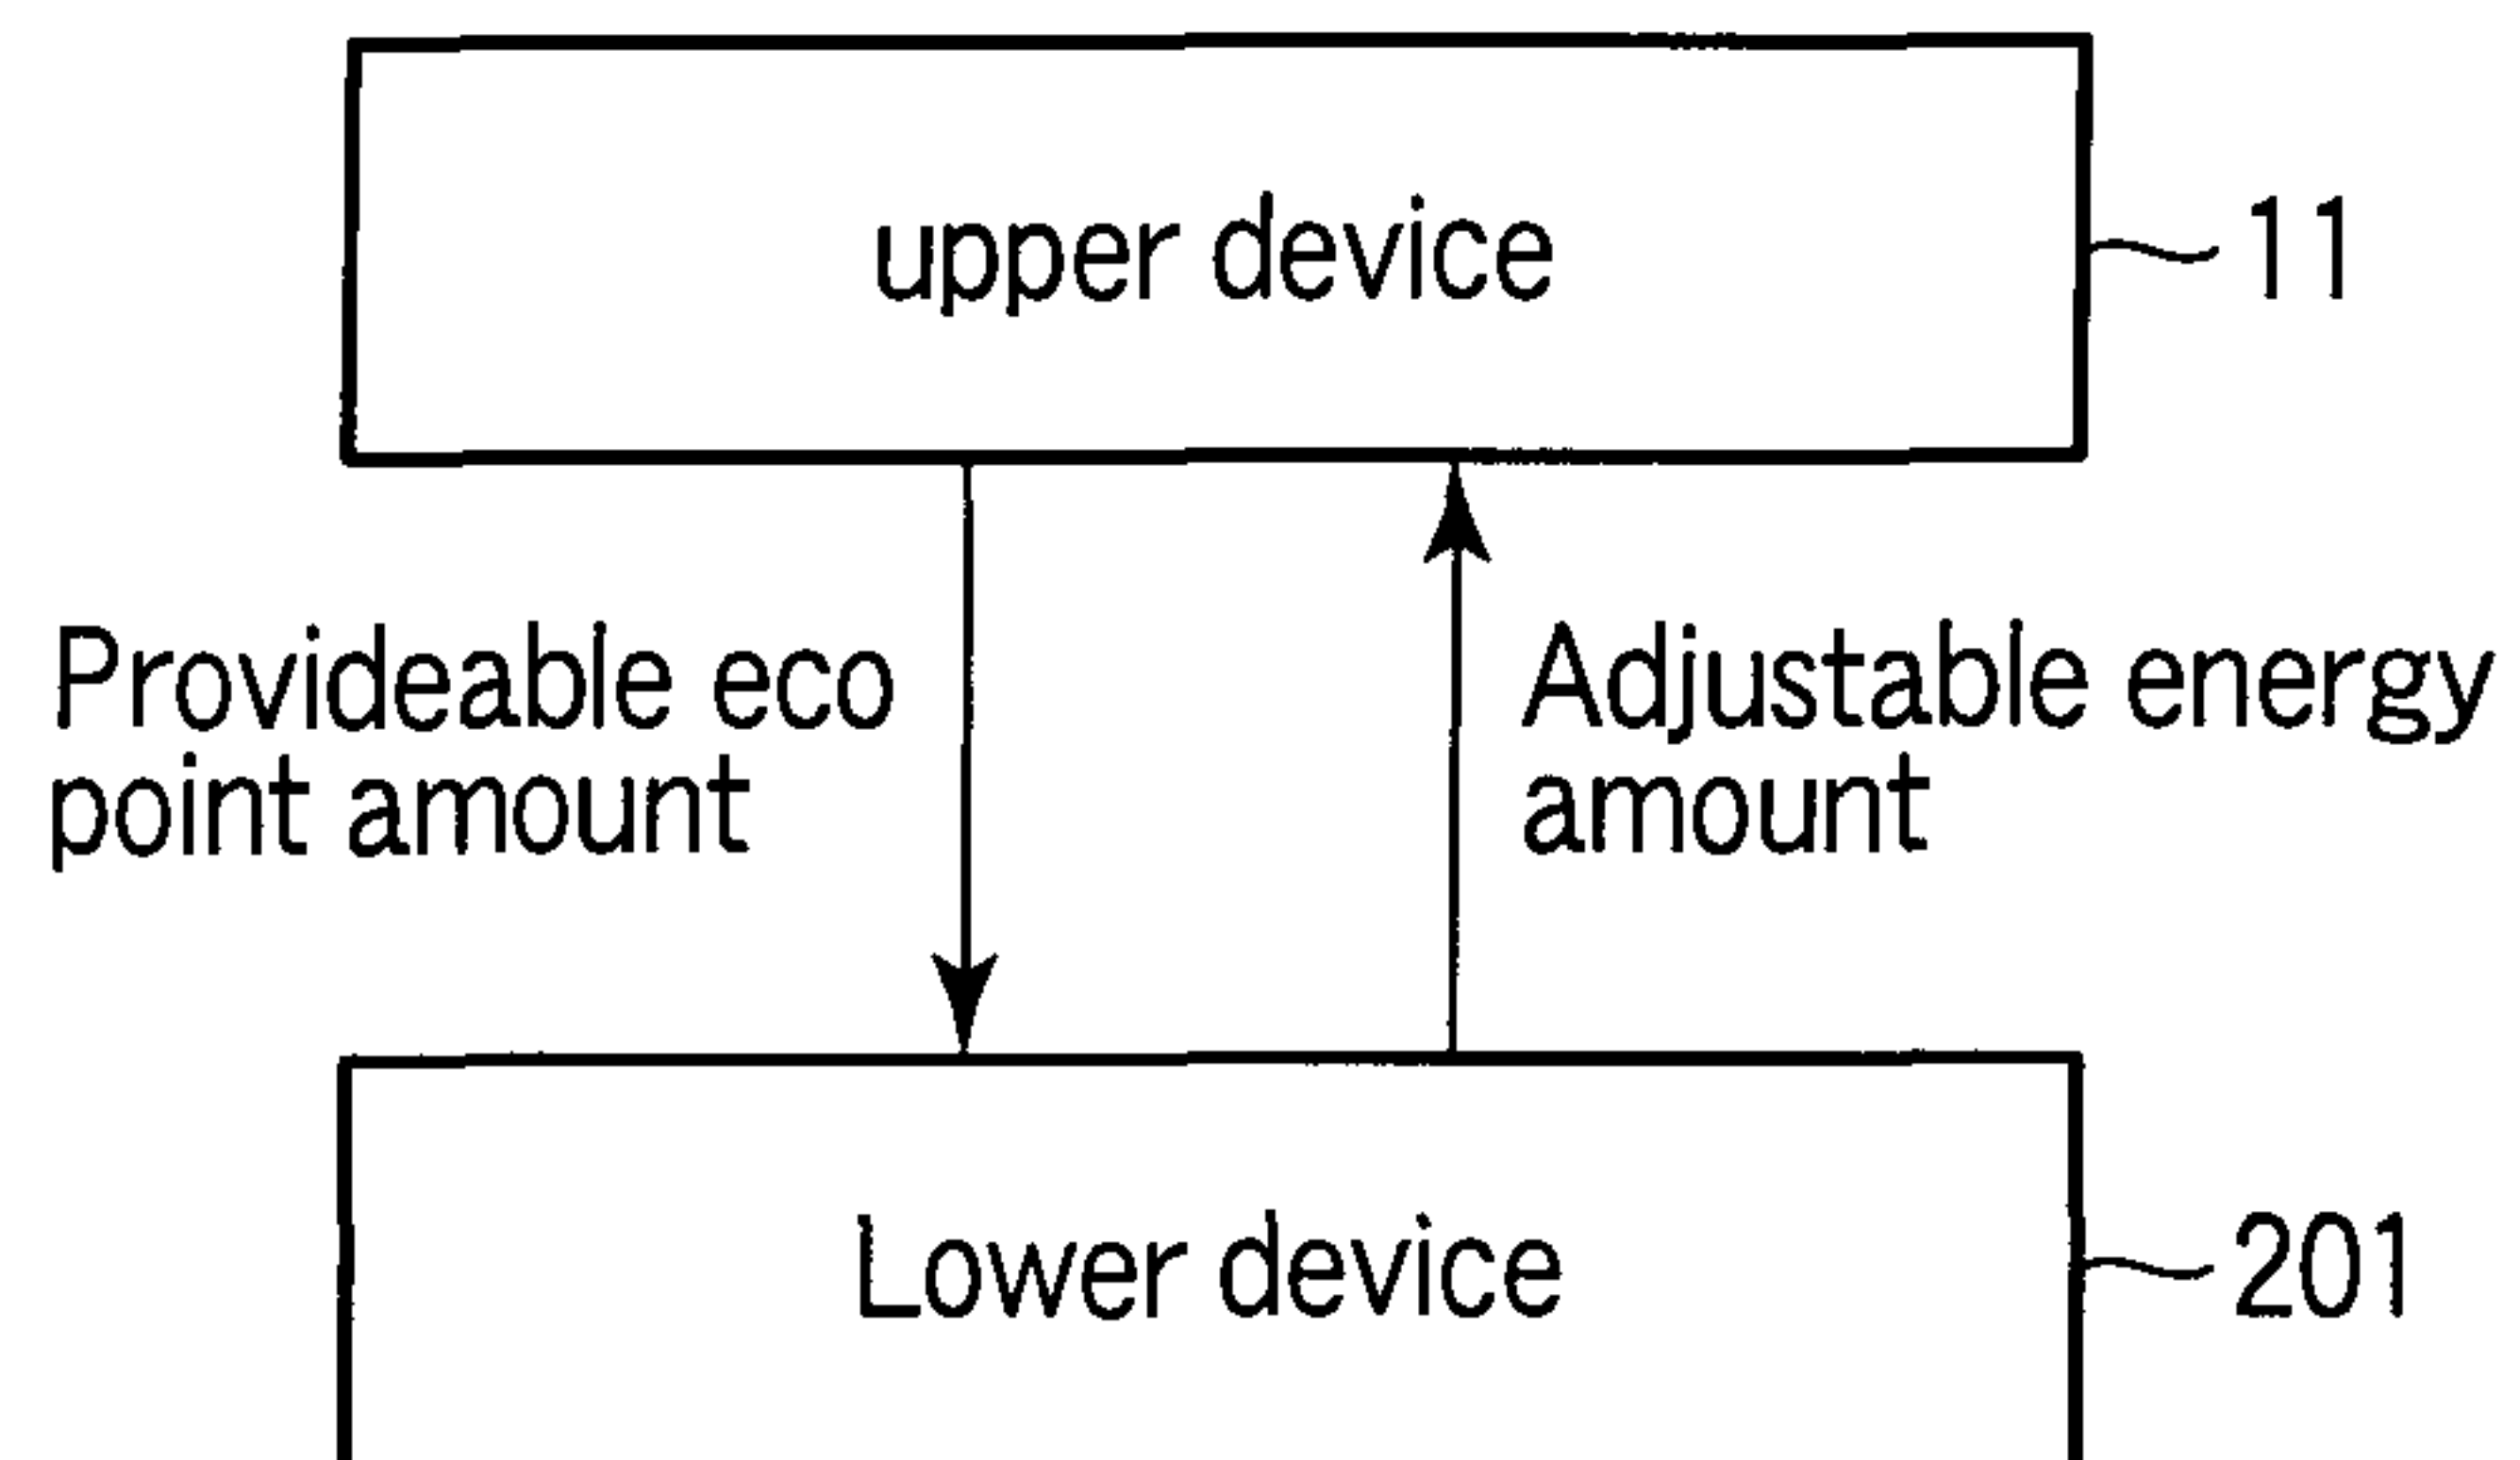 upper device
11
Provideable eco
point amount
Adjustable energy
amount
Lower device
201